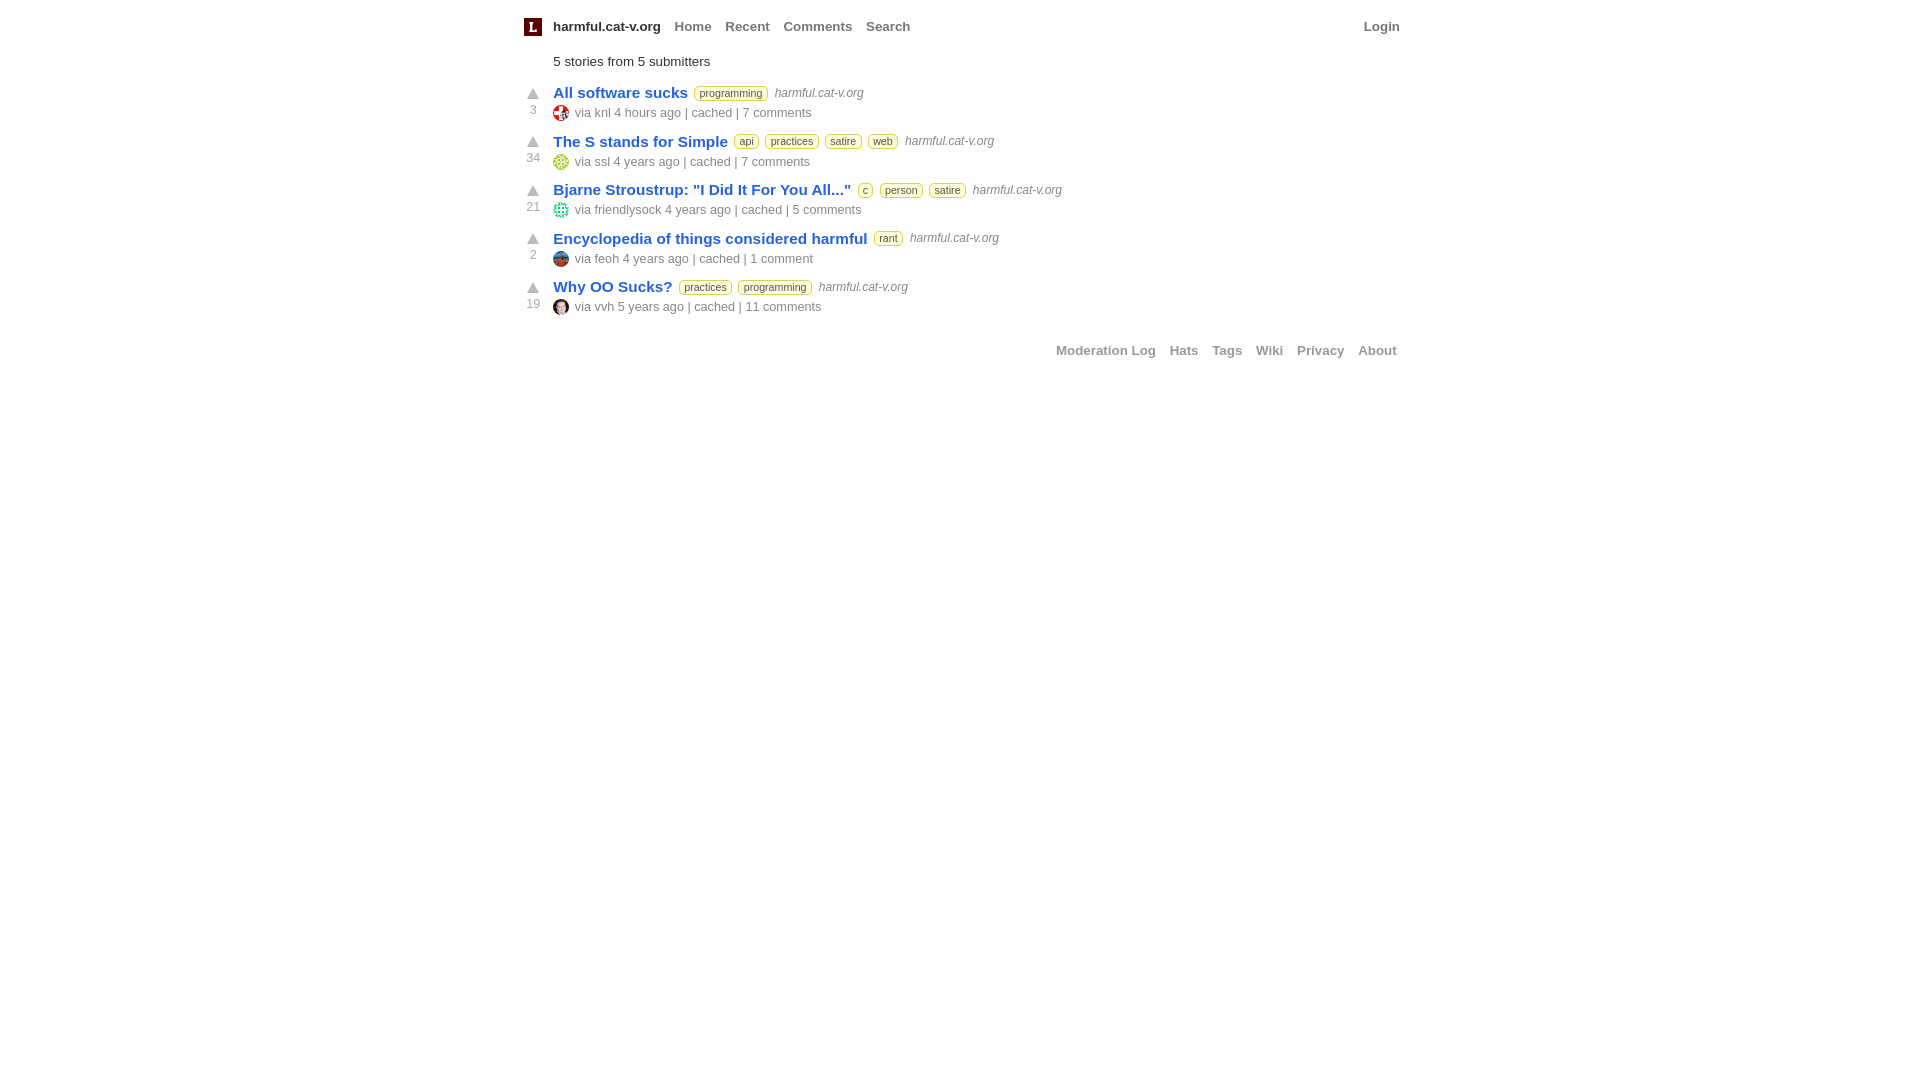 L harmful.cat-v.org Home Recent Comments Search Login
5 stories from 5 submitters
All software sucks programming harmful.cat-v.org
3 via knl 4 hours ago | cached | 7 comments
The S stands for Simple api practices satire web harmful.cat-v.org
34 via ssl 4 years ago | cached | 7 comments
Bjarne Stroustrup: "I Did It For You All..." c person satire harmful.cat-v.org
21 via friendlysock 4 years ago | cached | 5 comments
Encyclopedia of things considered harmful rant harmful.cat-v.org
2 via feoh 4 years ago | cached | 1 comment
Why OO Sucks? practices programming harmful.cat-v.org
19 via vvh 5 years ago | cached | 11 comments
Moderation Log Hats Tags Wiki Privacy About